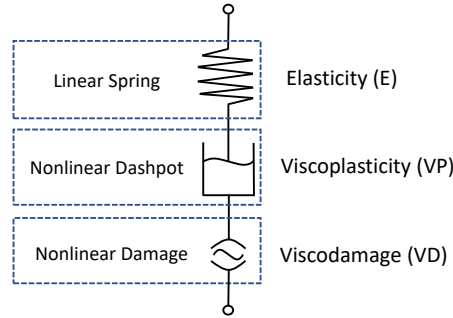 Linear Spring
Elasticity (E)
Nonlinear Dashpot
Viscoplasticity (VP)
Nonlinear Damage
Viscodamage (VD)